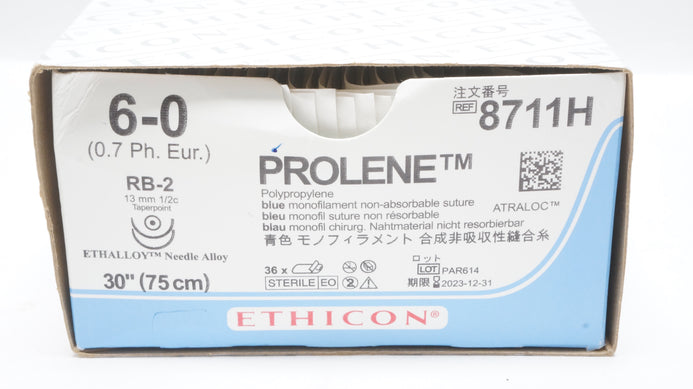 6-0
(0.7 Ph. Eur.)
RB-2
13 mm 1/2c
Taperpoint
ETHALLOY™ Needle Alloy
30" (75 cm)
PROLENE™
Polypropylene
blue monofilament non-absorbable suture
bleu monofil suture non résorbable
blau monofil chirurg. Nahtmaterial nicht resorbierbar
青色 モノフィラメント 合成非吸収性縫合糸
36 x
STERILE EO
2
注文番号
REF 8711H
ATRALOC™
ロット
LOT PAR614
期限 2023-12-31
ETHICON®